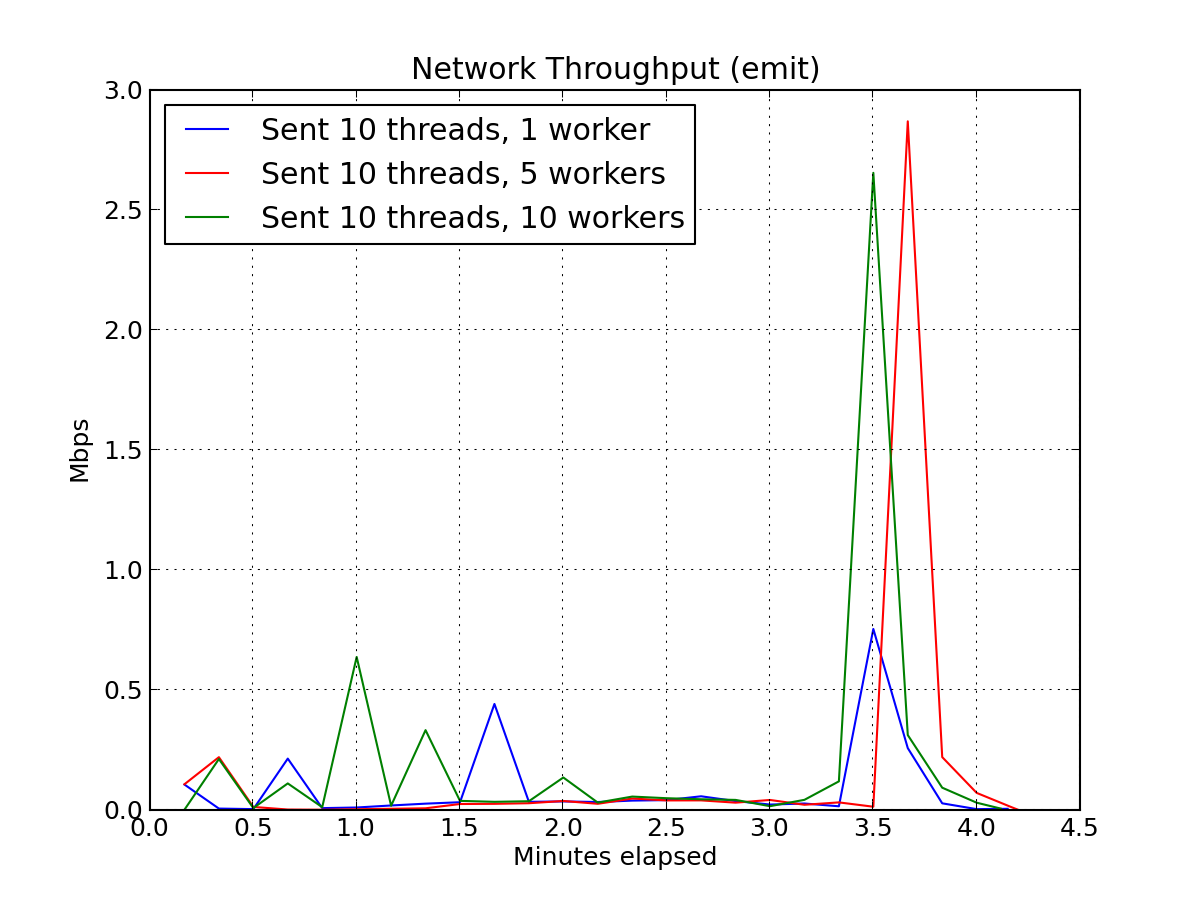 Network Throughput (emit)
3.0
Sent 10 threads, 1 worker
Sent 10 threads, 5 workers
Sent 10 threads, 10 workers
2.5
2.0
1.5
1.0
0.5
0.0
Mbps
0.0 0.5 1.0 1.5 2.0 2.5 3.0 3.5 4.0 4.5
Minutes elapsed